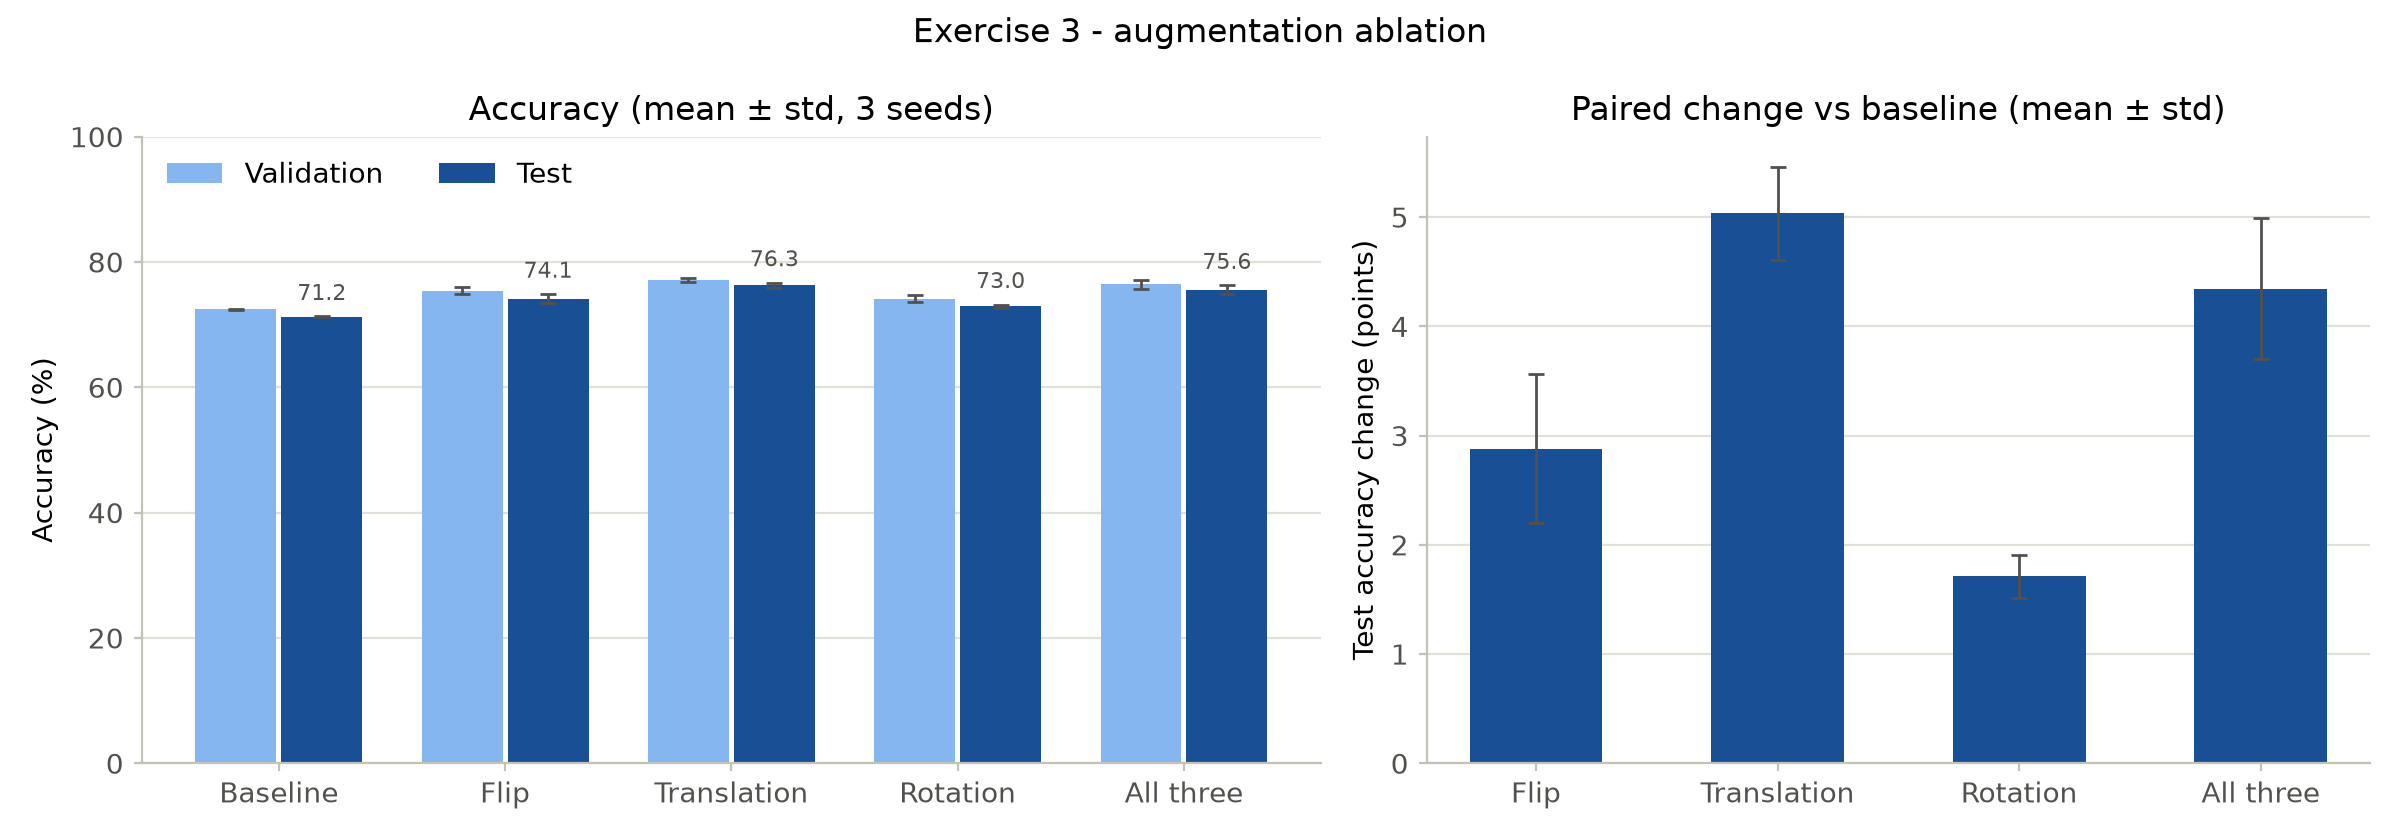 Exercise 3 - augmentation ablation
Accuracy (mean ± std, 3 seeds)
Accuracy (%)
100
80
60
40
20
0
Validation
Test
71.2
74.1
76.3
73.0
75.6
Baseline
Flip
Translation
Rotation
All three
Paired change vs baseline (mean ± std)
Test accuracy change (points)
5
4
3
2
1
0
Flip
Translation
Rotation
All three